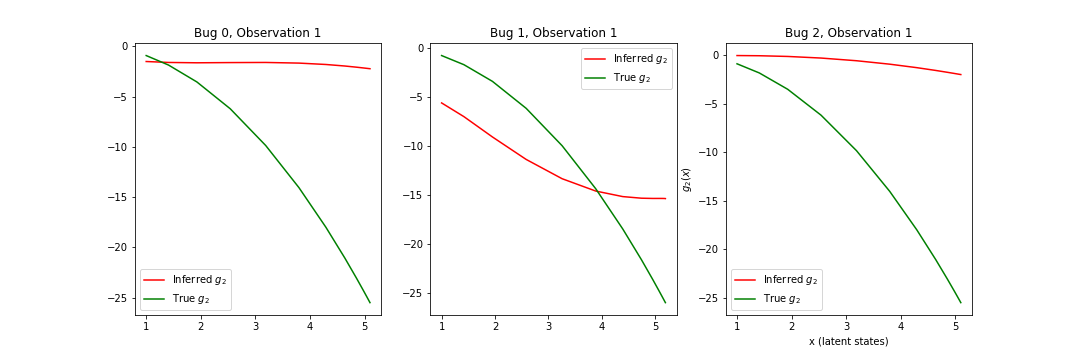 Bug 0, Observation 1
0
−5
−10
−15
−20
−25
1 2 3 4 5
Inferred g₂
True g₂
Bug 1, Observation 1
0
−5
−10
−15
−20
−25
1 2 3 4 5
Inferred g₂
True g₂
Bug 2, Observation 1
g₂(x)
0
−5
−10
−15
−20
−25
1 2 3 4 5
x (latent states)
Inferred g₂
True g₂